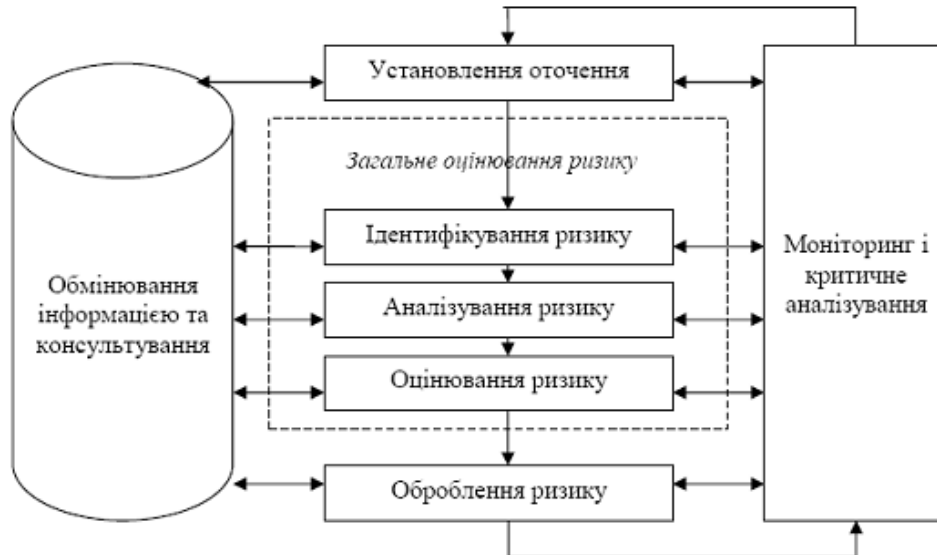 Установлення оточення
Загальне оцінювання ризику
Ідентифікування ризику
Аналізування ризику
Оцінювання ризику
Оброблення ризику
Обмінювання
інформацією та
консультування
Моніторинг і
критичне
аналізування